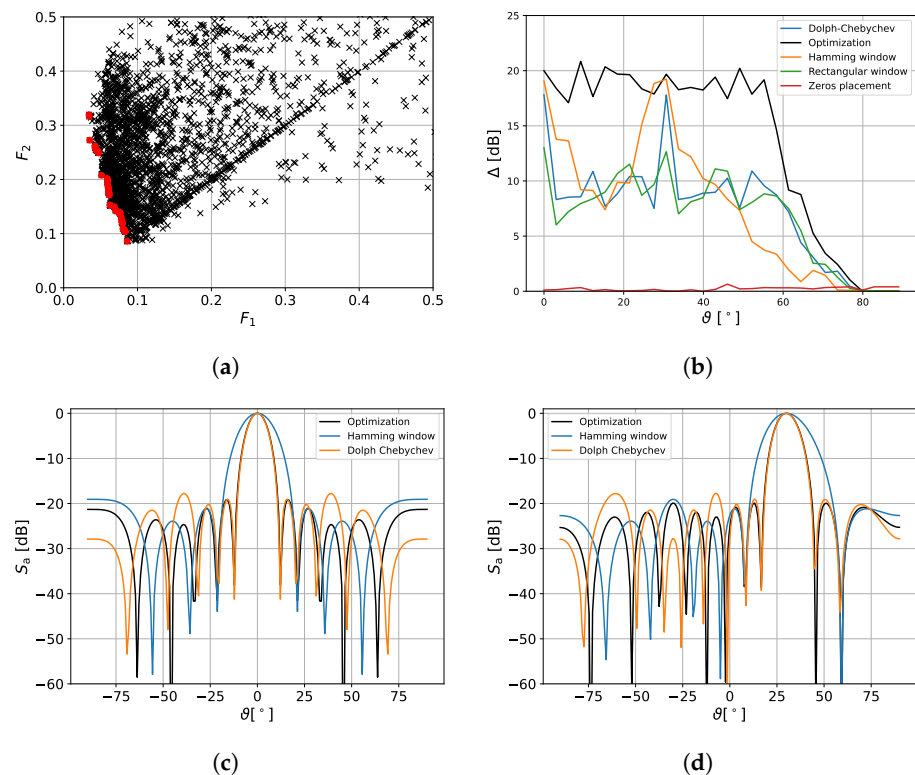 0.5
0.4
0.3
0.2
0.1
0.0
F2
0.0 0.1 0.2 0.3 0.4 0.5
F1
(a)
25
20
15
10
5
0
Δ [dB]
0 20 40 60 80
ϑ [°]
Dolph-Chebychev
Optimization
Hamming window
Rectangular window
Zeros placement
(b)
0
−10
−20
−30
−40
−50
−60
Sa [dB]
−75 −50 −25 0 25 50 75
ϑ[°]
Optimization
Hamming window
Dolph Chebychev
(c)
0
−10
−20
−30
−40
−50
−60
Sa [dB]
−75 −50 −25 0 25 50 75
ϑ[°]
Optimization
Hamming window
Dolph Chebychev
(d)